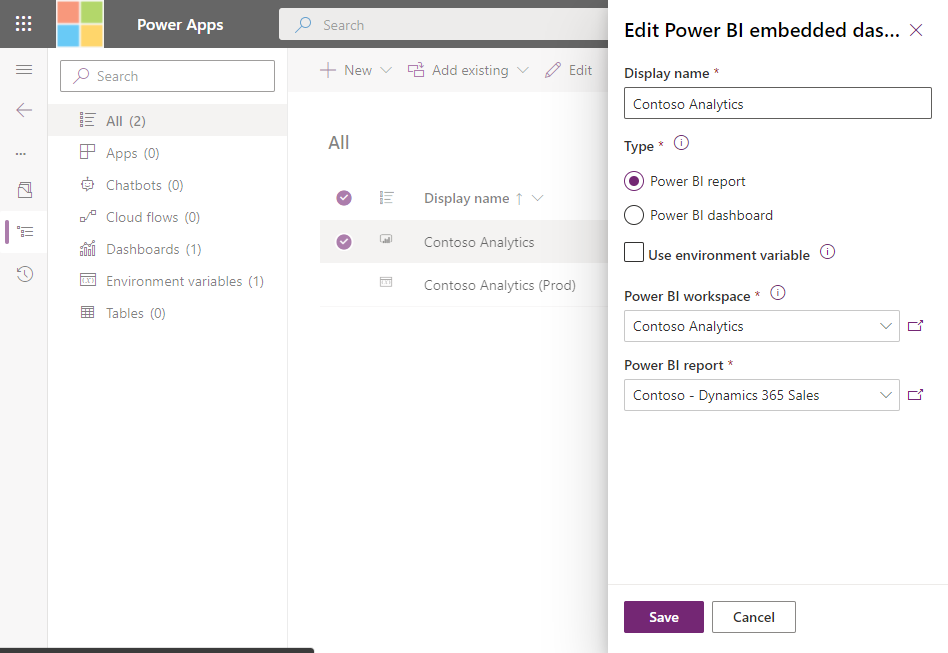 Power Apps
Search
Search
All (2)
Apps (0)
Chatbots (0)
Cloud flows (0)
Dashboards (1)
Environment variables (1)
Tables (0)
New
Add existing
Edit
All
Display name ↑
Contoso Analytics
Contoso Analytics (Prod)
Edit Power BI embedded das...
Display name *
Contoso Analytics
Type *
Power BI report
Power BI dashboard
Use environment variable
Power BI workspace *
Contoso Analytics
Power BI report *
Contoso - Dynamics 365 Sales
Save
Cancel